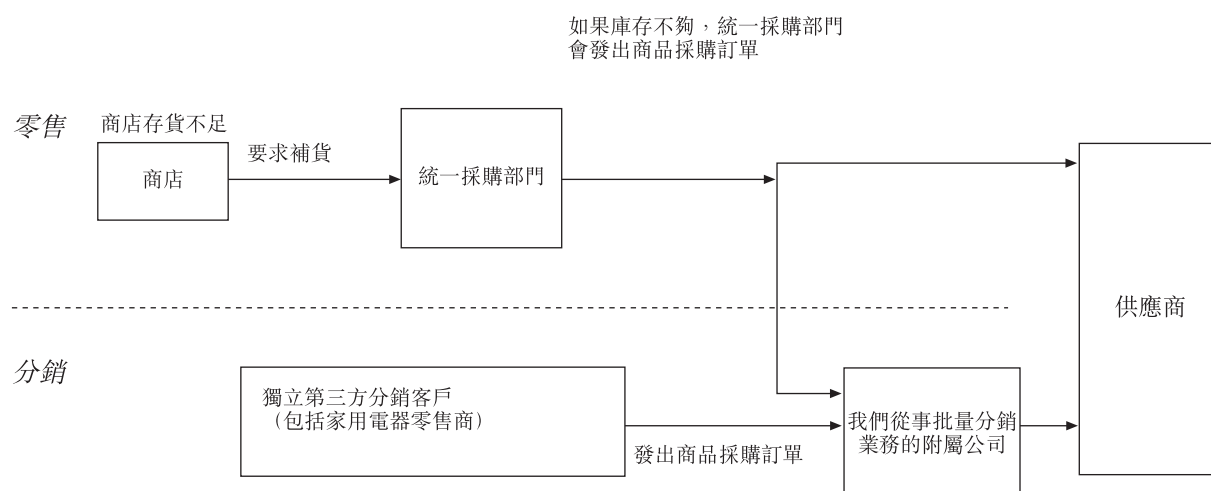 如果庫存不夠，統一採購部門
會發出商品採購訂單
零售
商店存貨不足
商店
要求補貨
統一採購部門
供應商
分銷
獨立第三方分銷客戶
（包括家用電器零售商）
發出商品採購訂單
我們從事批量分銷
業務的附屬公司